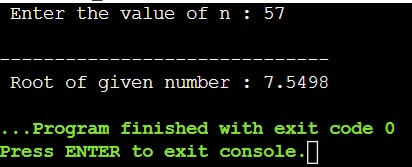 Enter the value of n : 57
------------------------------
Root of given number : 7.5498
...Program finished with exit code 0
Press ENTER to exit console.